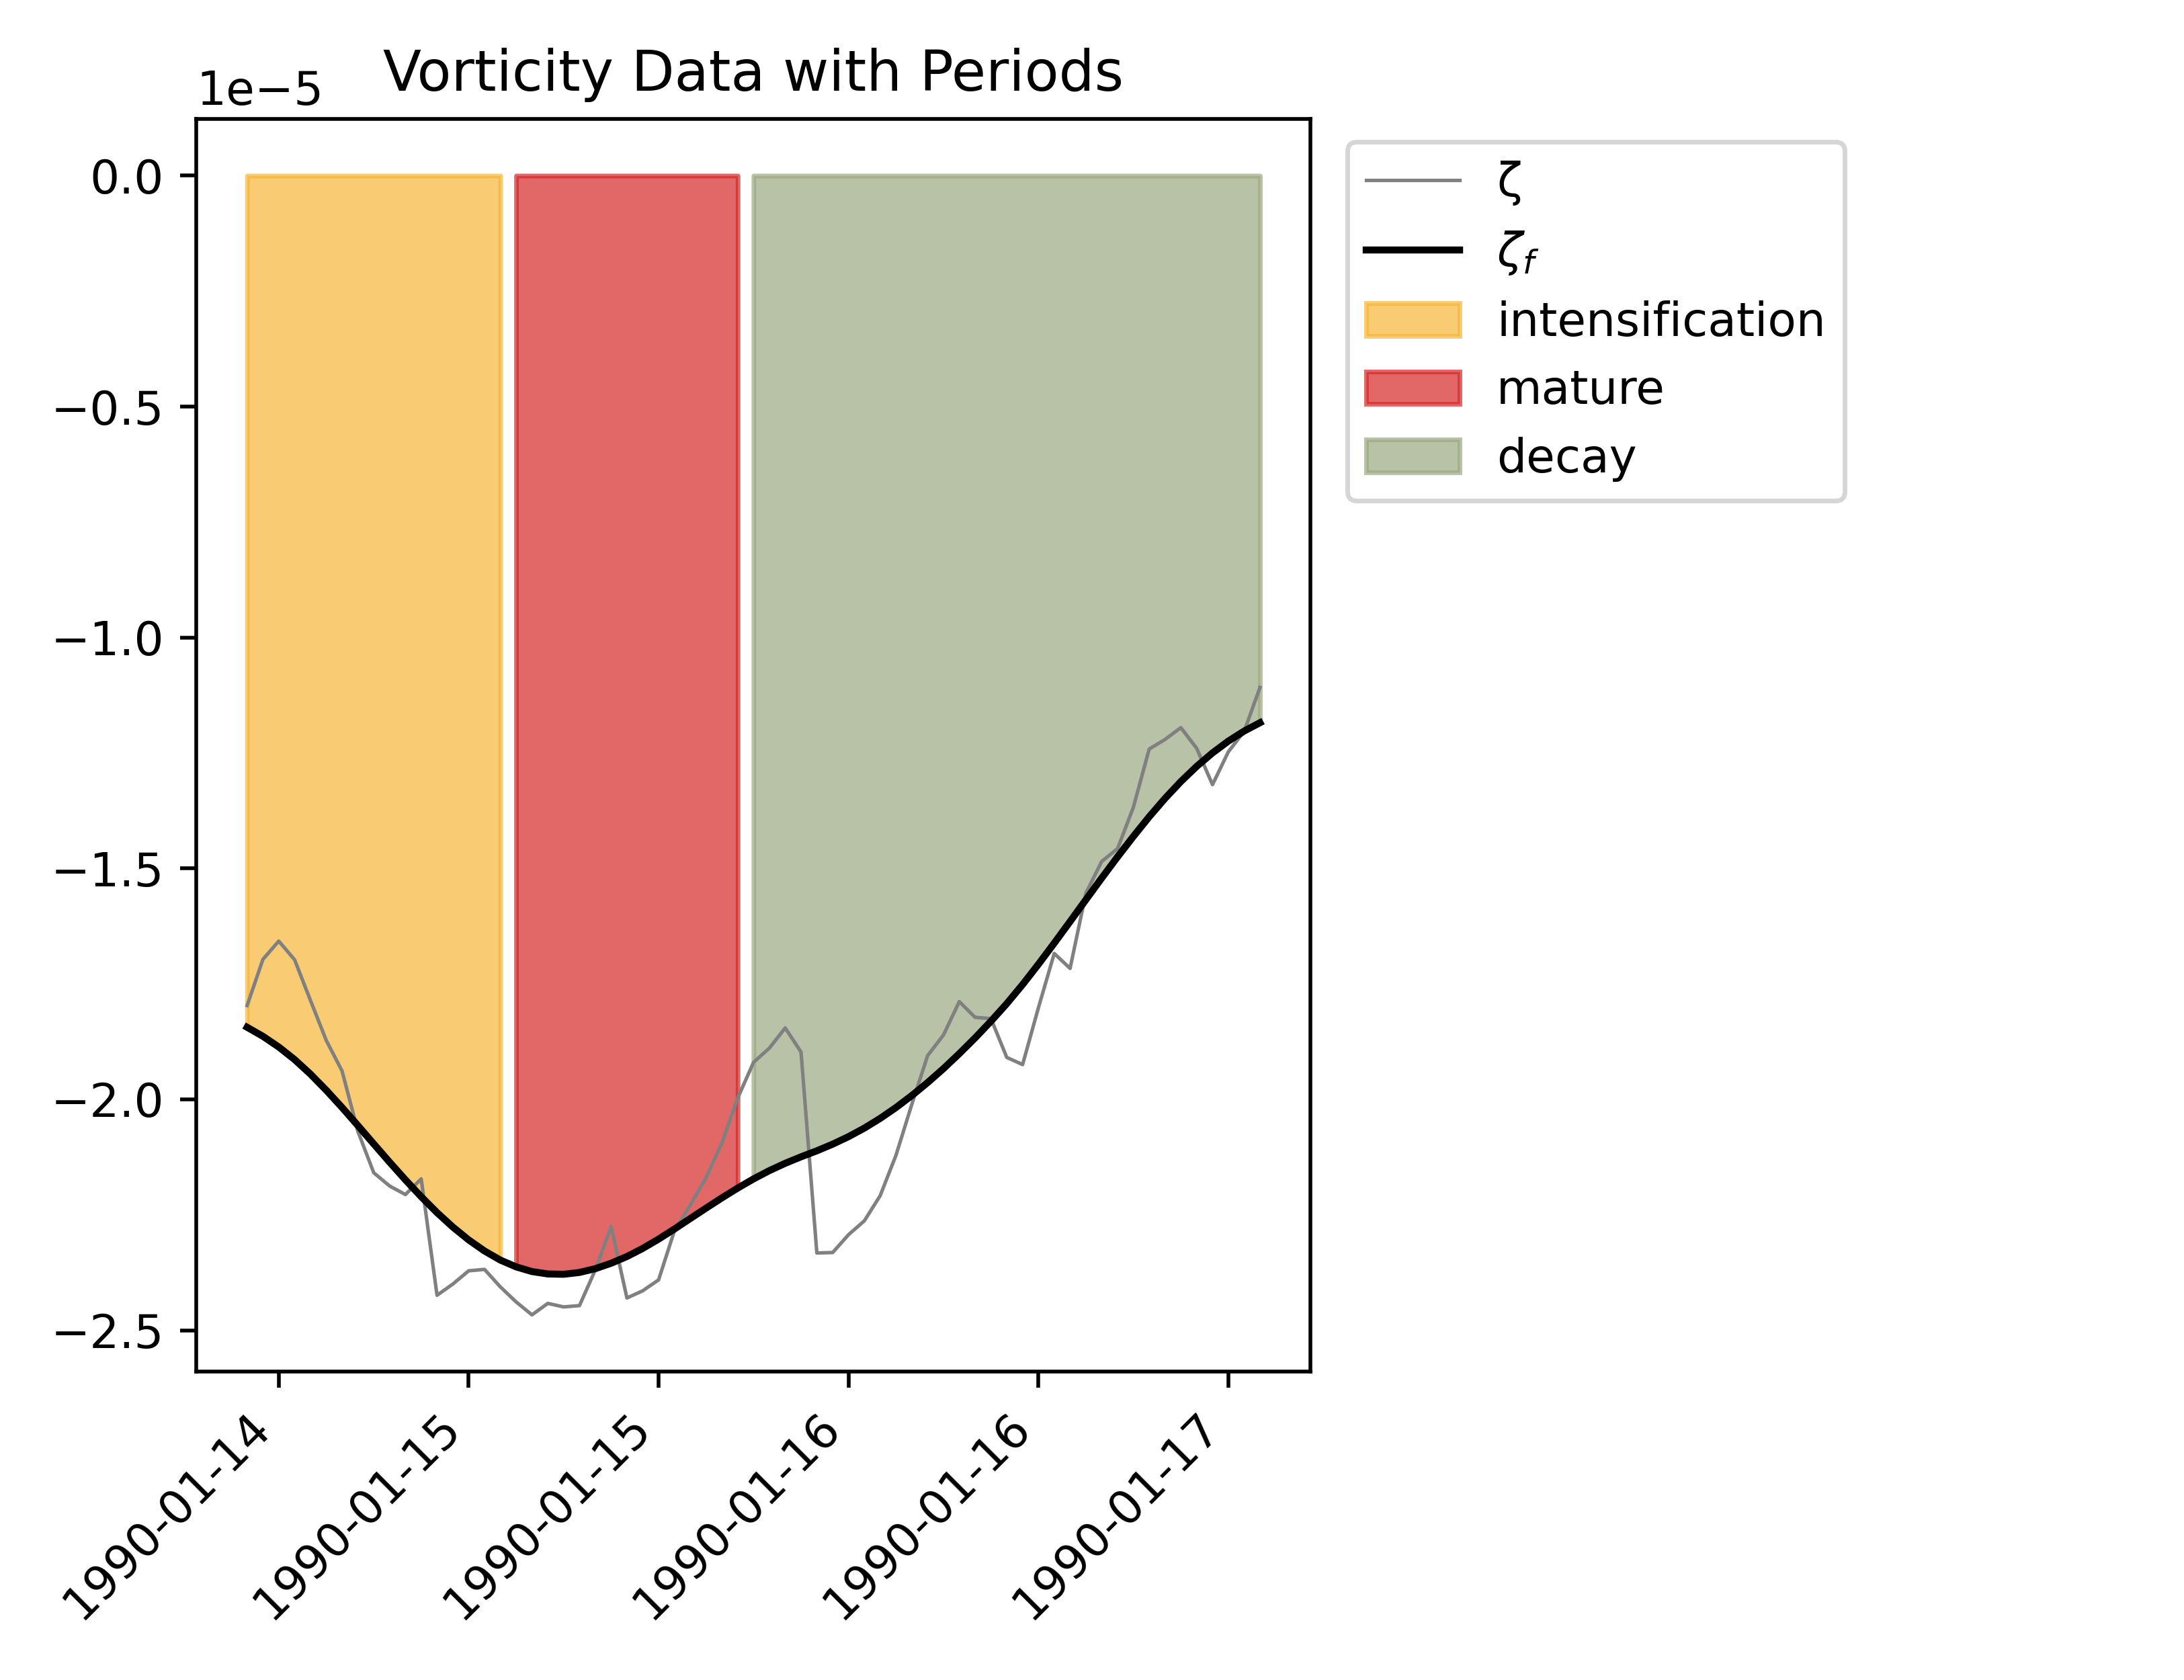 Vorticity Data with Periods
1e−5
0.0
−0.5
−1.0
−1.5
−2.0
−2.5
1990-01-14
1990-01-15
1990-01-15
1990-01-16
1990-01-16
1990-01-17
ζ
ζf
intensification
mature
decay